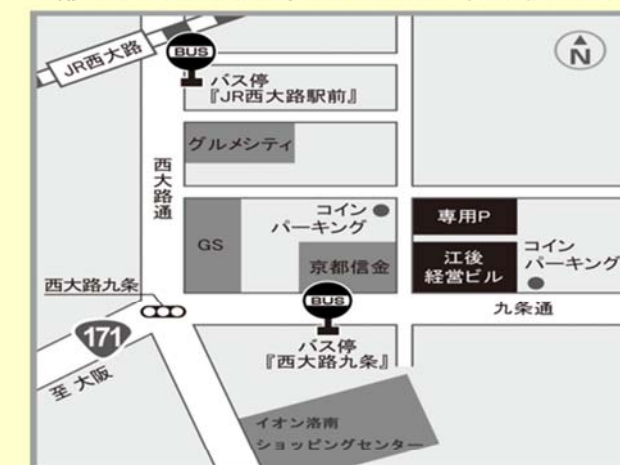 JR西大路
BUS
N
バス停
『JR西大路駅前』
グルメシティ
西大路通
コイン
パーキング
専用P
GS
京都信金
江後
経営ビル
コイン
パーキング
西大路九条
BUS
九条通
171
バス停
『西大路九条』
至 大阪
イオン洛南
ショッピングセンター